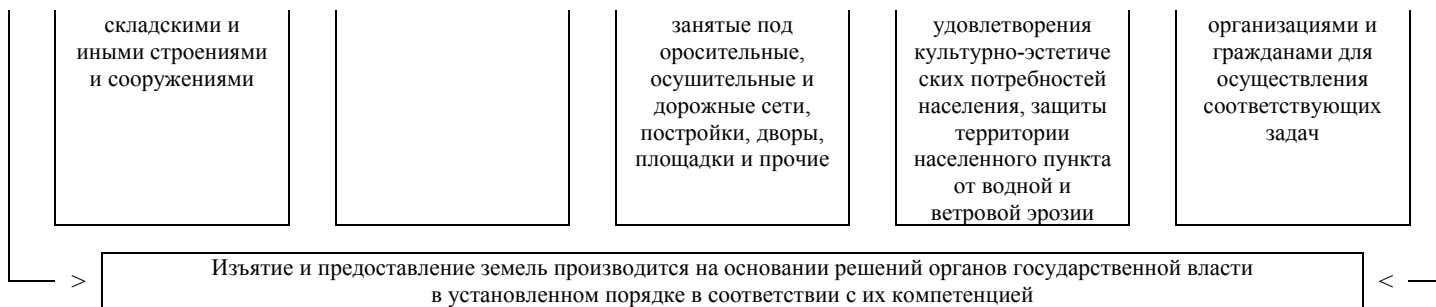 складскими и
иными строениями
и сооружениями
занятые под
оросительные,
осушительные и
дорожные сети,
постройки, дворы,
площадки и прочие
удовлетворения
культурно-эстетиче
ских потребностей
населения, защиты
территории
населенного пункта
от водной и
ветровой эрозии
организациями и
гражданами для
осуществления
соответствующих
задач
> Изъятие и предоставление земель производится на основании решений органов государственной власти <
в установленном порядке в соответствии с их компетенцией